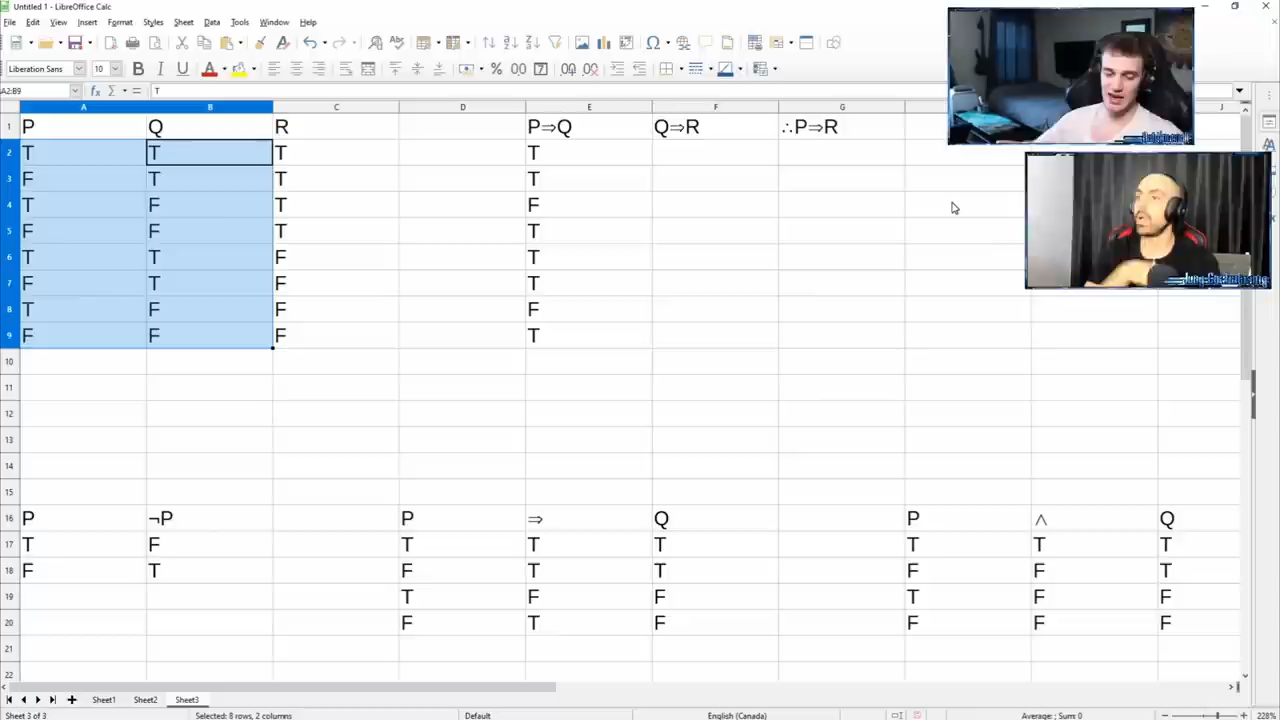 Untitled 1 - LibreOffice Calc
File Edit View Insert Format Styles Sheet Data Tools Window Help
Liberation Sans 10
A2:B9 T
A B C D E F G J
1 P Q R P⇒Q Q⇒R ∴P⇒R
2 T T T T
3 F T T T
4 T F T F
5 F F T T
6 T T F T
7 F T F T
8 T F F F
9 F F F T
10
11
12
13
14
15
16 P ¬P P ⇒ Q P ∧ Q
17 T F T T T T T T
18 F T F T T F F T
19 T F F T F F
20 F T F F F F
21
22
Sheet1 Sheet2 Sheet3
Sheet 3 of 3 Selected: 8 rows, 2 columns Default English (Canada) Average: ; Sum: 0 228%